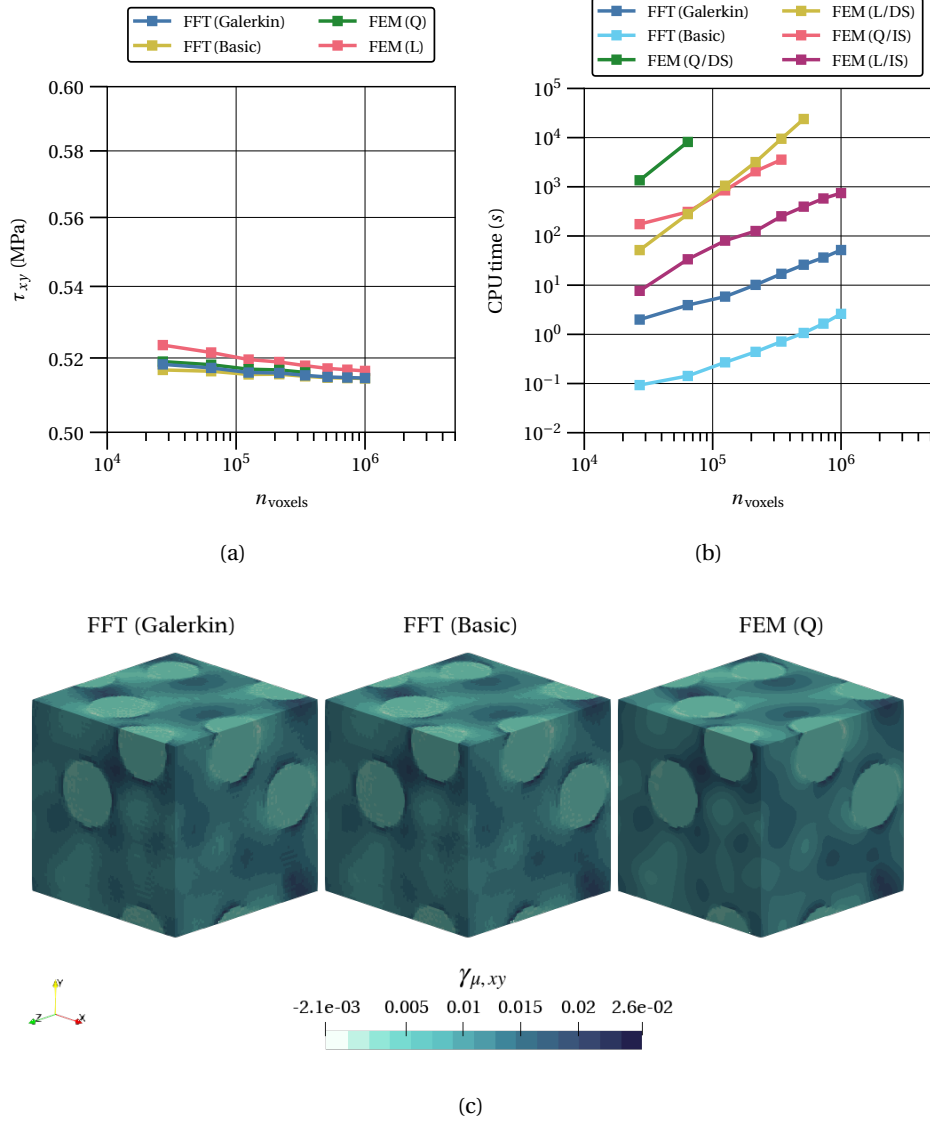 FFT (Galerkin) FEM (Q)
FFT (Basic) FEM (L)
0.60
0.58
0.56
0.54
0.52
0.50
τxy (MPa)
10^4 10^5 10^6
nvoxels
(a)
FFT (Galerkin) FEM (L/DS)
FFT (Basic) FEM (Q/IS)
FEM (Q/DS) FEM (L/IS)
10^5
10^4
10^3
10^2
10^1
10^0
10^−1
10^−2
CPU time (s)
10^4 10^5 10^6
nvoxels
(b)
FFT (Galerkin) FFT (Basic) FEM (Q)
Y
Z X
γμ,xy
-2.1e-03 0.005 0.01 0.015 0.02 2.6e-02
(c)